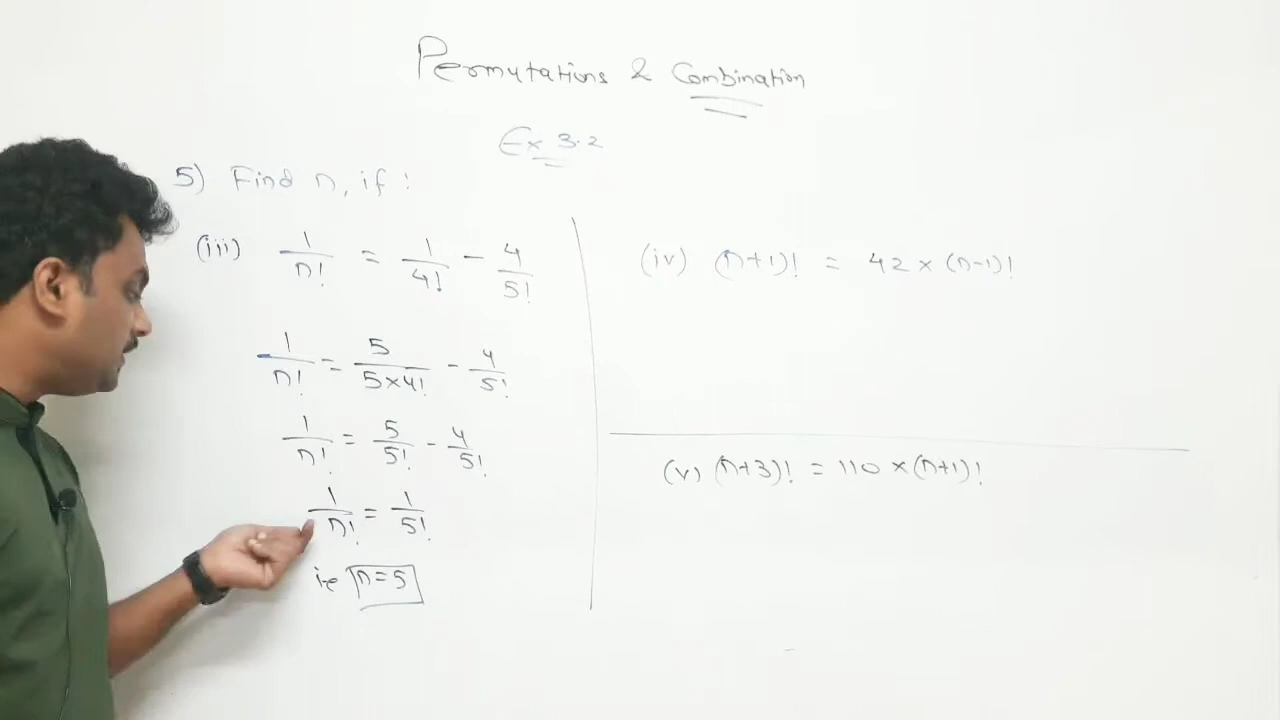 Permutations & Combination
Ex 3.2
5) Find n, if :
(iii) 1/n! = 1/4! - 4/5!
1/n! = 5/5×4! - 4/5!
1/n! = 5/5! - 4/5!
1/n! = 1/5!
i.e n=5
(iv) (n+1)! = 42 × (n-1)!
(v) (n+3)! = 110 × (n+1)!